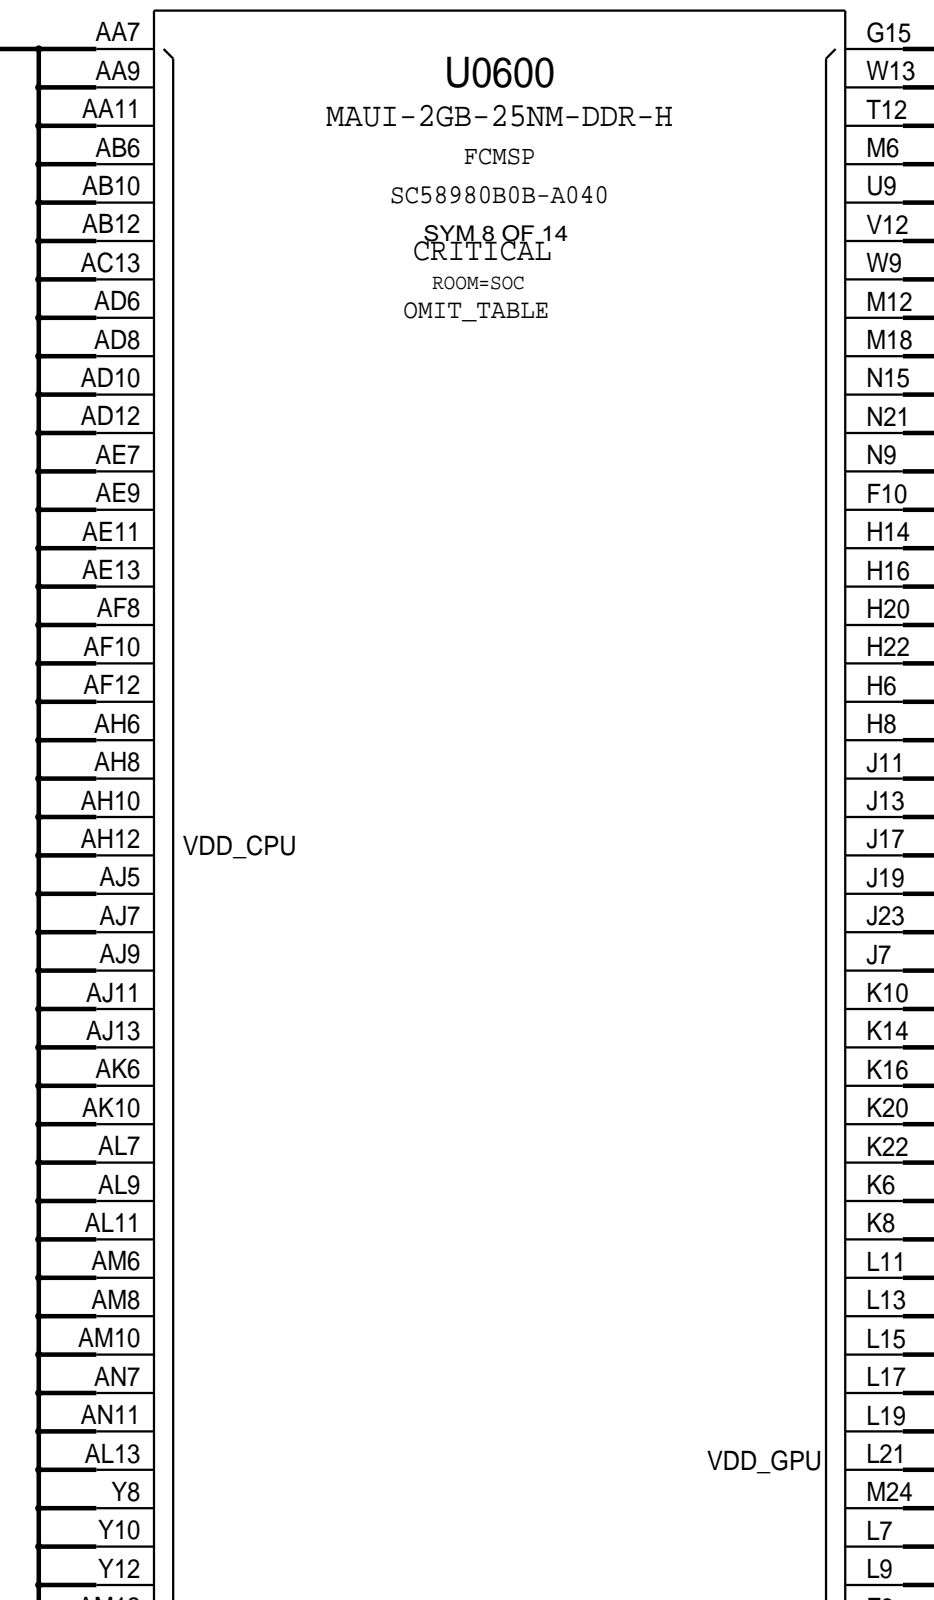 AA7
G15
U0600
AA9
W13
MAUI-2GB-25NM-DDR-H
AA11
T12
AB6
FCMSP
M6
AB10
SC58980B0B-A040
U9
AB12
SYM 8 OF 14
V12
CRITICAL
AC13
W9
ROOM=SOC
AD6
OMIT_TABLE
M12
AD8
M18
AD10
N15
AD12
N21
AE7
N9
AE9
F10
AE11
H14
AE13
H16
AF8
H20
AF10
H22
AF12
H6
AH6
H8
AH8
J11
AH10
J13
AH12
VDD_CPU
J17
AJ5
J19
AJ7
J23
AJ9
J7
AJ11
K10
AJ13
K14
AK6
K16
AK10
K20
AL7
K22
AL9
K6
AL11
K8
AM6
L11
AM8
L13
AM10
L15
AN7
L17
AN11
L19
AL13
VDD_GPU
L21
Y8
M24
Y10
L7
Y12
L9